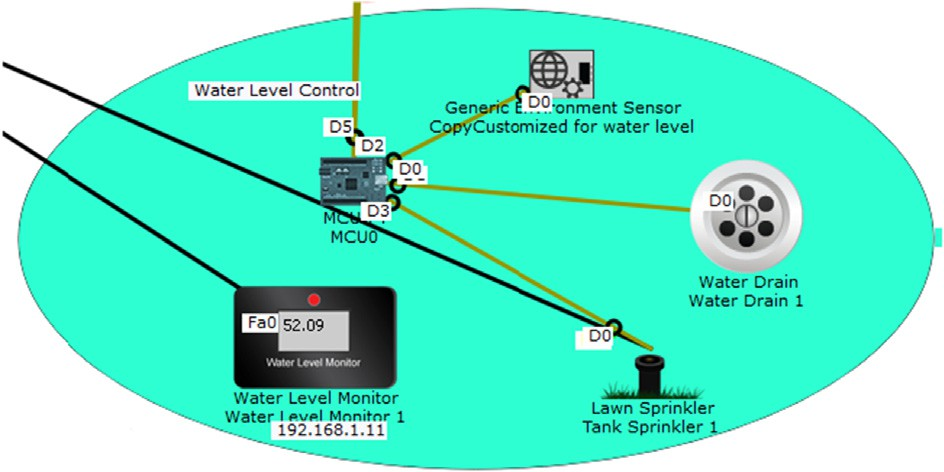 Water Level Control
D5
D2
D0
D0
Generic Environment Sensor
CopyCustomized for water level
D0
D3
MCU0
Water Drain
Water Drain 1
Fa0
52.09
Water Level Monitor
Water Level Monitor
Water Level Monitor 1
192.168.1.11
D0
Lawn Sprinkler
Tank Sprinkler 1